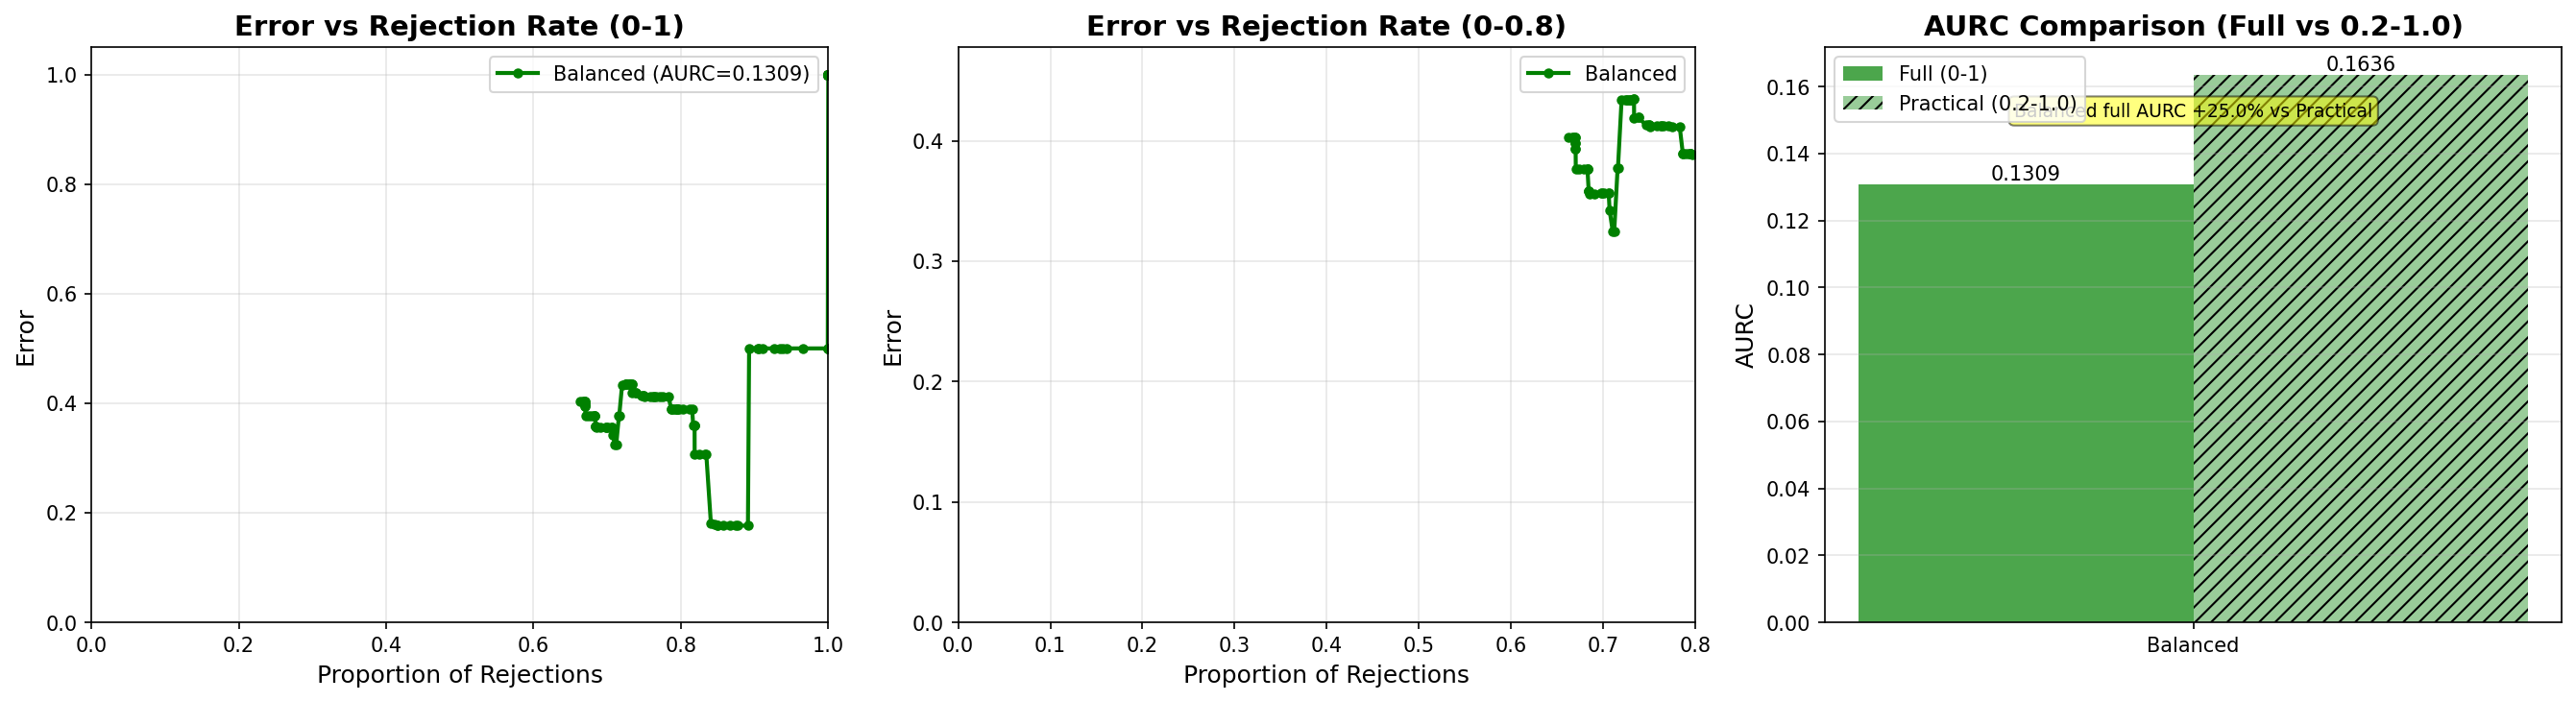 Error vs Rejection Rate (0-1)
Balanced (AURC=0.1309)
1.0
0.8
0.6
0.4
0.2
0.0
Error
0.0 0.2 0.4 0.6 0.8 1.0
Proportion of Rejections
Error vs Rejection Rate (0-0.8)
Balanced
0.4
0.3
0.2
0.1
0.0
Error
0.0 0.1 0.2 0.3 0.4 0.5 0.6 0.7 0.8
Proportion of Rejections
AURC Comparison (Full vs 0.2-1.0)
Full (0-1)
Practical (0.2-1.0)
Balanced full AURC +25.0% vs Practical
0.1309
0.1636
0.16
0.14
0.12
0.10
0.08
0.06
0.04
0.02
0.00
AURC
Balanced